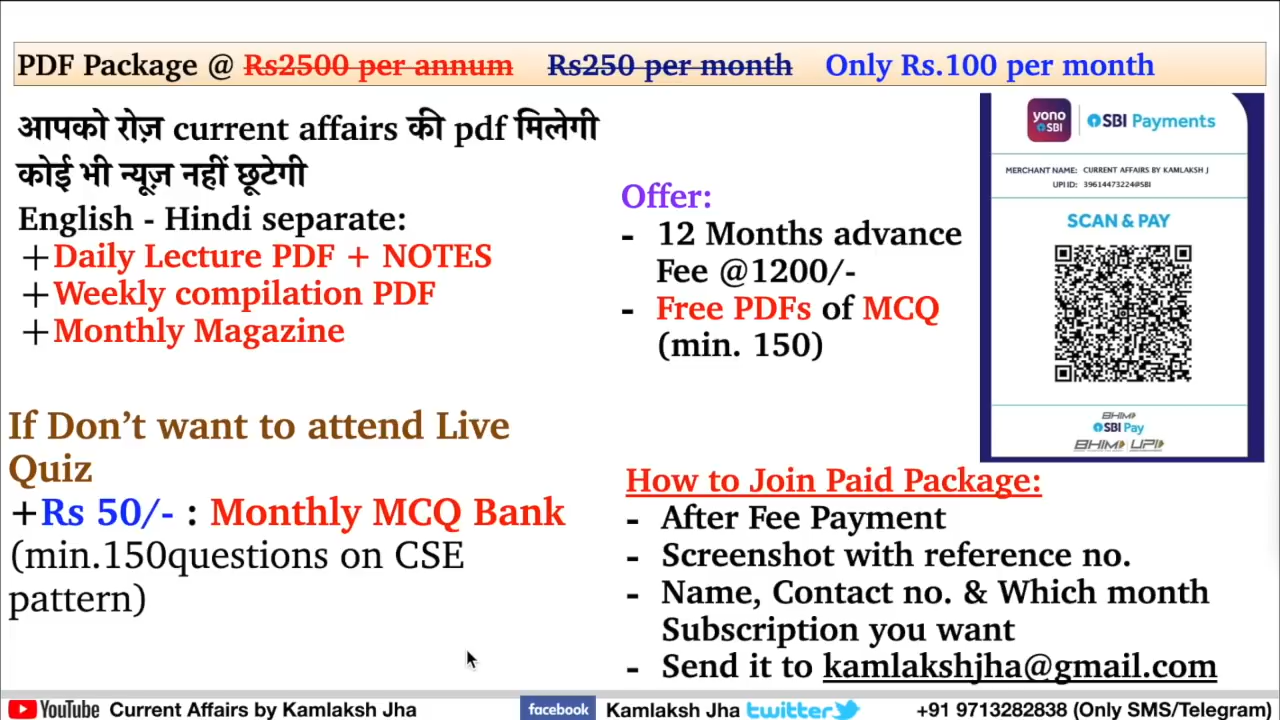 PDF Package @ Rs2500 per annum Rs250 per month Only Rs.100 per month
आपको रोज़ current affairs की pdf मिलेगी
कोई भी न्यूज़ नहीं छूटेगी
English - Hindi separate:
+Daily Lecture PDF + NOTES
+Weekly compilation PDF
+Monthly Magazine
If Don't want to attend Live
Quiz
+Rs 50/- : Monthly MCQ Bank
(min.150questions on CSE
pattern)
Offer:
- 12 Months advance
Fee @1200/-
- Free PDFs of MCQ
(min. 150)
yono
SBI
SBI Payments
MERCHANT NAME: CURRENT AFFAIRS BY KAMLAKSH J
UPI ID: 39614473224@SBI
SCAN & PAY
BHIM
SBI Pay
BHIM UPI
How to Join Paid Package:
- After Fee Payment
- Screenshot with reference no.
- Name, Contact no. & Which month
Subscription you want
- Send it to kamlakshjha@gmail.com
YouTube Current Affairs by Kamlaksh Jha facebook Kamlaksh Jha twitter +91 9713282838 (Only SMS/Telegram)